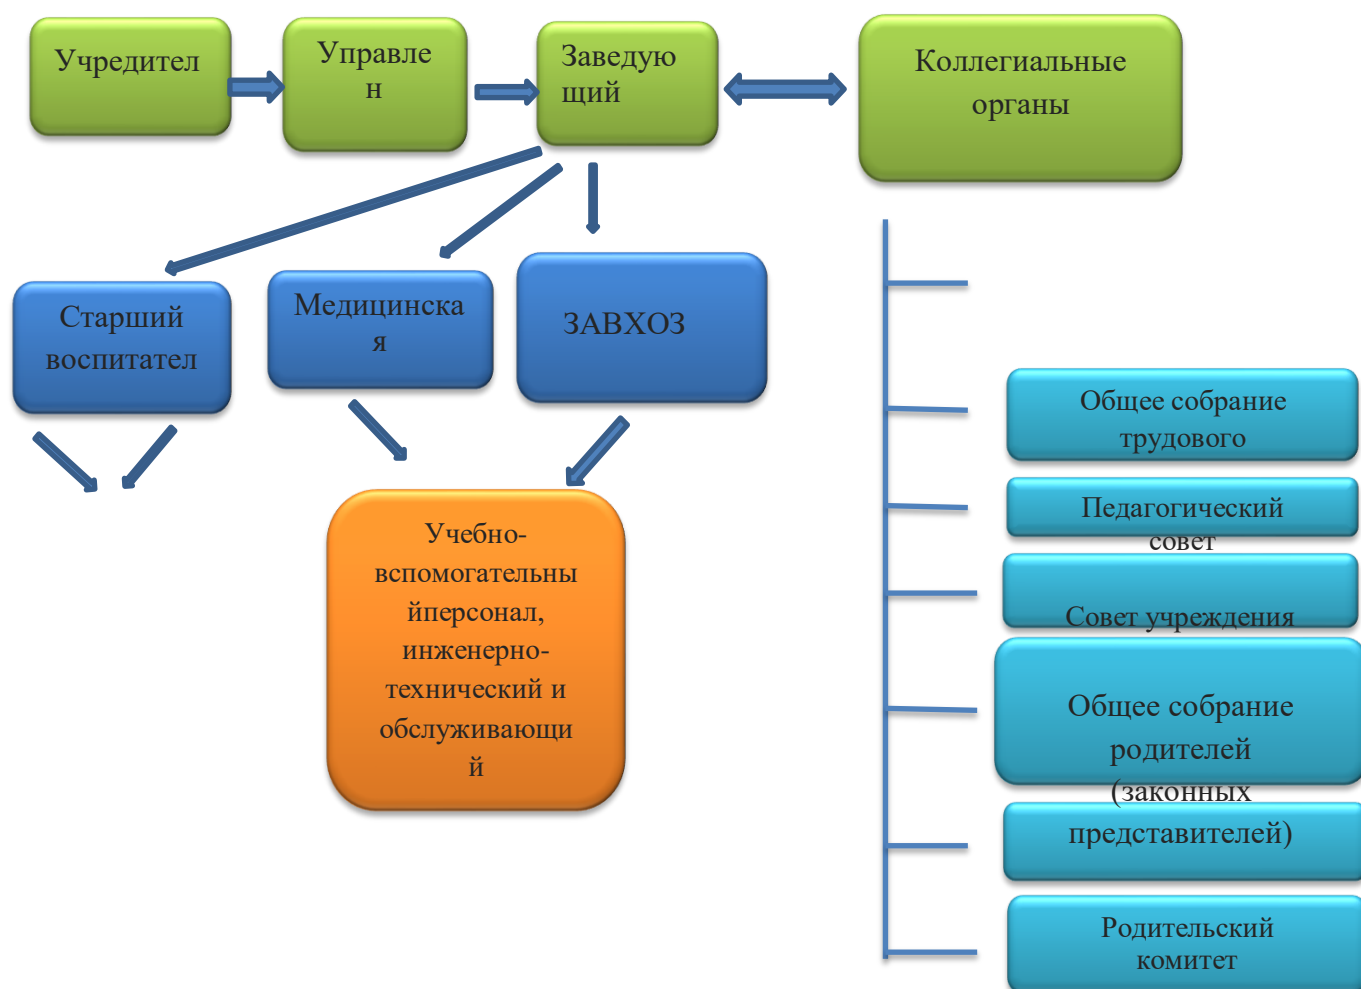 Учредител
Управле
н
Заведую
щий
Коллегиальные
органы
Старший
воспитател
Медицинска
я
ЗАВХОЗ
Учебно-
вспомогательны
йперсонал,
инженерно-
технический и
обслуживающи
й
Общее собрание
трудового
Педагогический
совет
Совет учреждения
Общее собрание
родителей
(законных
представителей)
Родительский
комитет